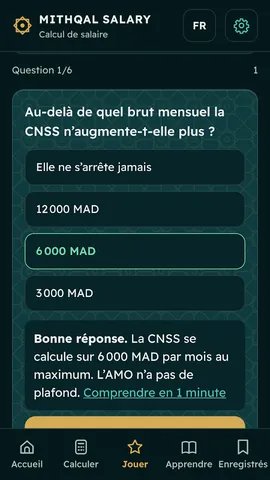 MITHQAL SALARY
Calcul de salaire
FR
Question 1/6
1
Au-delà de quel brut mensuel la
CNSS n’augmente-t-elle plus ?
Elle ne s’arrête jamais
12 000 MAD
6 000 MAD
3 000 MAD
Bonne réponse. La CNSS se
calcule sur 6 000 MAD par mois au
maximum. L’AMO n’a pas de
plafond. Comprendre en 1 minute
Accueil
Calculer
Jouer
Apprendre
Enregistrés